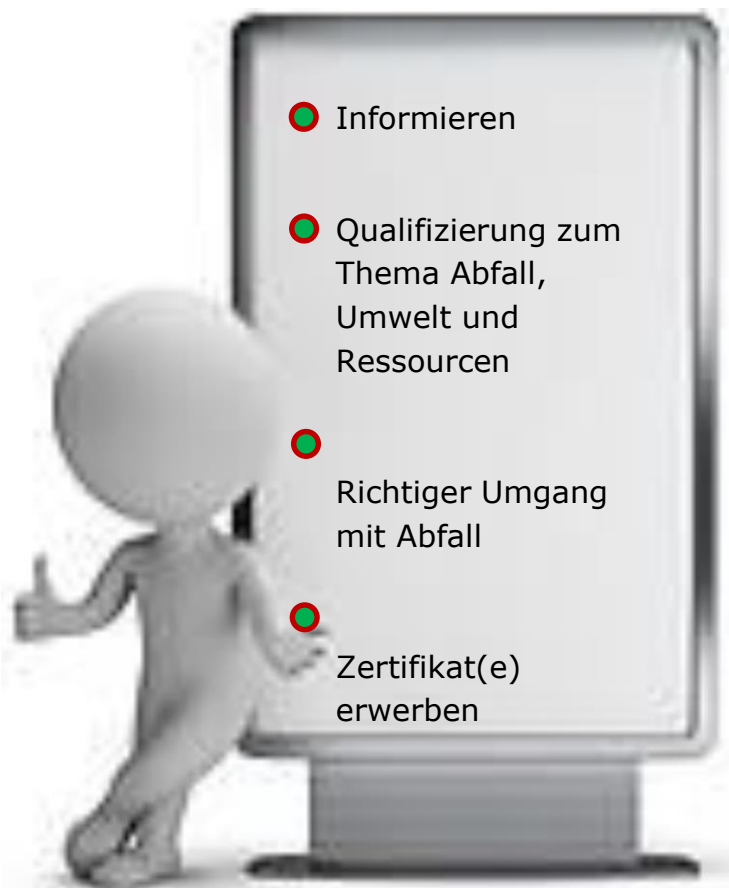 Informieren
Qualifizierung zum
Thema Abfall,
Umwelt und
Ressourcen
Richtiger Umgang
mit Abfall
Zertifikat(e)
erwerben